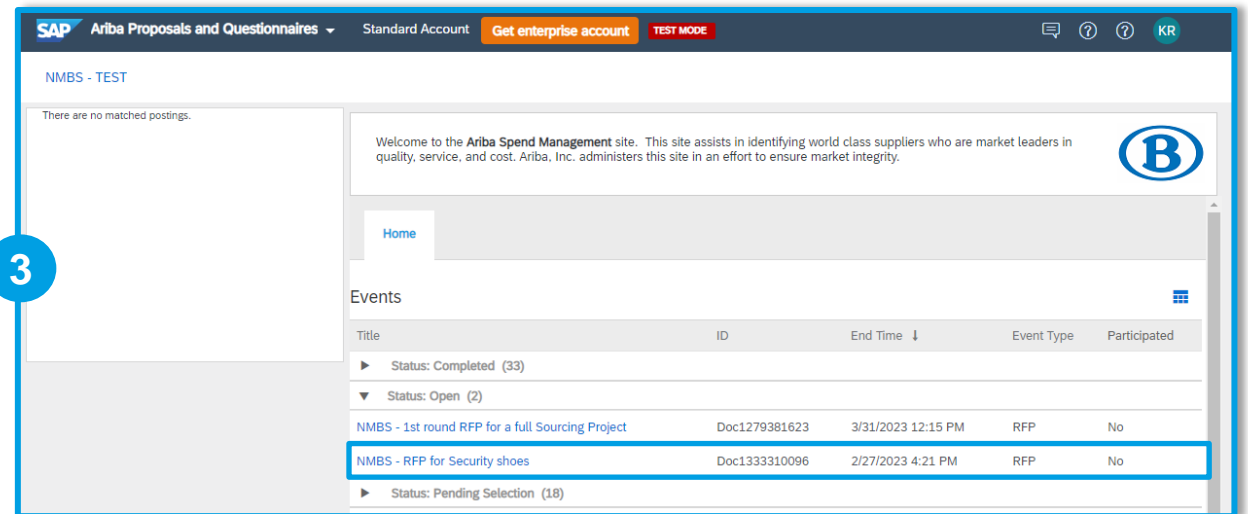 SAP Ariba Proposals and Questionnaires Standard Account Get enterprise account TEST MODE KR
NMBS - TEST
There are no matched postings.
Welcome to the Ariba Spend Management site. This site assists in identifying world class suppliers who are market leaders in
quality, service, and cost. Ariba, Inc. administers this site in an effort to ensure market integrity.
B
Home
3
Events
Title ID End Time ↓ Event Type Participated
► Status: Completed (33)
▼ Status: Open (2)
NMBS - 1st round RFP for a full Sourcing Project Doc1279381623 3/31/2023 12:15 PM RFP No
NMBS - RFP for Security shoes Doc1333310096 2/27/2023 4:21 PM RFP No
► Status: Pending Selection (18)